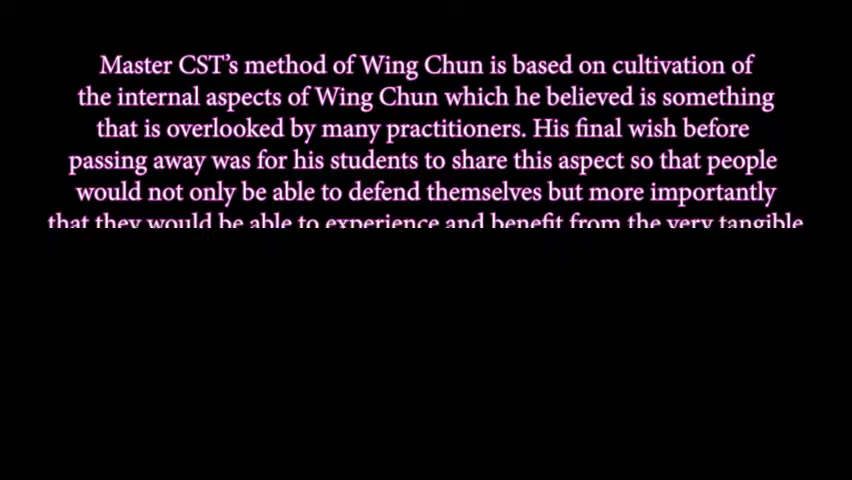 Master CST’s method of Wing Chun is based on cultivation of
the internal aspects of Wing Chun which he believed is something
that is overlooked by many practitioners. His final wish before
passing away was for his students to share this aspect so that people
would not only be able to defend themselves but more importantly
that they would be able to experience and benefit from the very tangible